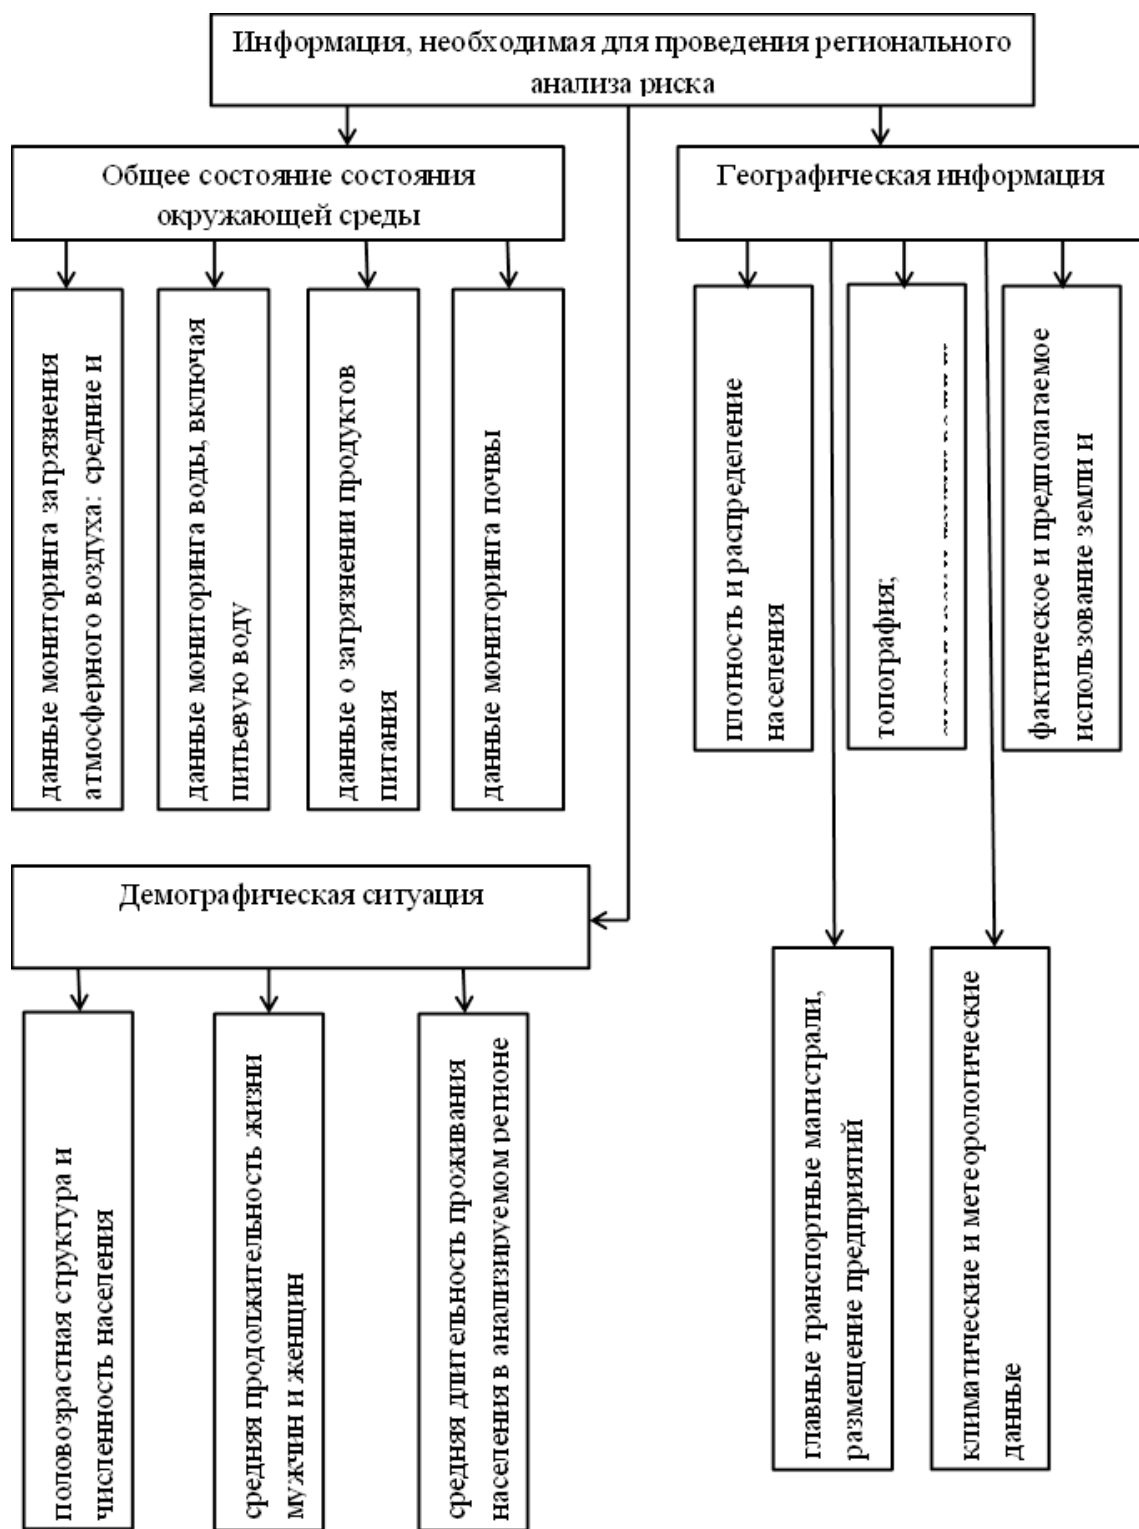 Информация, необходимая для проведения регионального
анализа риска
Общее состояние состояния
окружающей среды
Географическая информация
данные мониторинга загрязнения
атмосферного воздуха: средние и
данные мониторинга воды, включая
питьевую воду
данные о загрязнении продуктов
питания
данные мониторинга почвы
плотность и распределение
населения
топография;
фактическое и предполагаемое
использование земли и
Демографическая ситуация
половозрастная структура и
численность населения
средняя продолжительность жизни
мужчин и женщин
средняя длительность проживания
населения в анализируемом регионе
главные транспортные магистрали,
размещение предприятий
климатические и метеорологические
данные